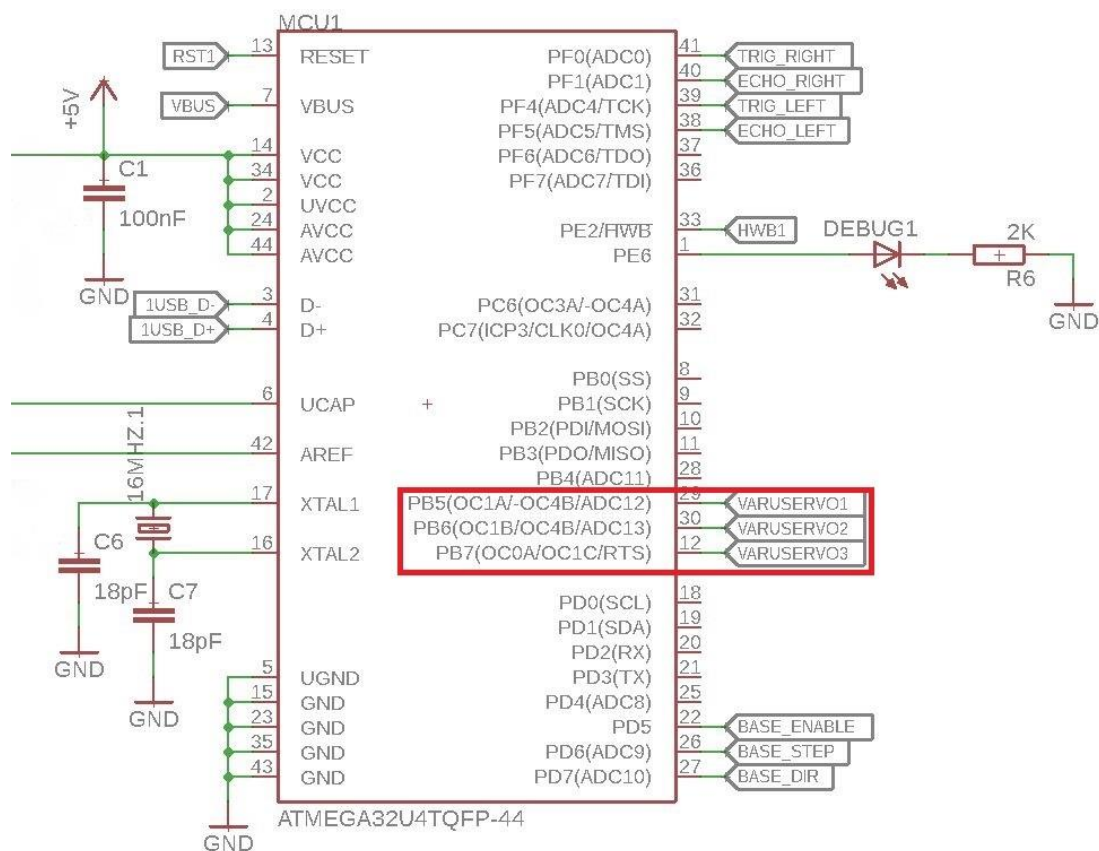 MCU1
RST1 13 RESET
VBUS 7 VBUS
+5V
14 VCC
34 VCC
2 UVCC
24 AVCC
44 AVCC
C1
100nF
GND
1USB_D- 3 D-
1USB_D+ 4 D+
6 UCAP
42 AREF
16MHZ.1
17 XTAL1
16 XTAL2
C6
18pF
GND
C7
18pF
GND
5 UGND
15 GND
23 GND
35 GND
43 GND
GND
PF0(ADC0) 41 TRIG_RIGHT
PF1(ADC1) 40 ECHO_RIGHT
PF4(ADC4/TCK) 39 TRIG_LEFT
PF5(ADC5/TMS) 38 ECHO_LEFT
PF6(ADC6/TDO) 37
PF7(ADC7/TDI) 36
PE2/HWB 33 HWB1
PE6 1
DEBUG1
2K
R6
GND
PC6(OC3A/-OC4A) 31
PC7(ICP3/CLK0/OC4A) 32
PB0(SS) 8
PB1(SCK) 9
PB2(PDI/MOSI) 10
PB3(PDO/MISO) 11
PB4(ADC11) 28
PB5(OC1A/-OC4B/ADC12) 29 VARUSERVO1
PB6(OC1B/OC4B/ADC13) 30 VARUSERVO2
PB7(OC0A/OC1C/RTS) 12 VARUSERVO3
PD0(SCL) 18
PD1(SDA) 19
PD2(RX) 20
PD3(TX) 21
PD4(ADC8) 25
PD5 22 BASE_ENABLE
PD6(ADC9) 26 BASE_STEP
PD7(ADC10) 27 BASE_DIR
ATMEGA32U4TQFP-44